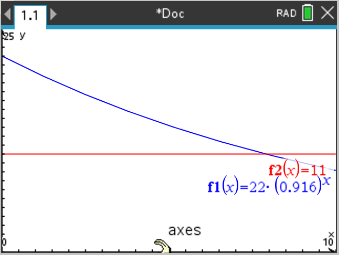 1.1 *Doc RAD
25 y
f2(x)=11
f1(x)=22·(0.916)^x
axes
x
0 10